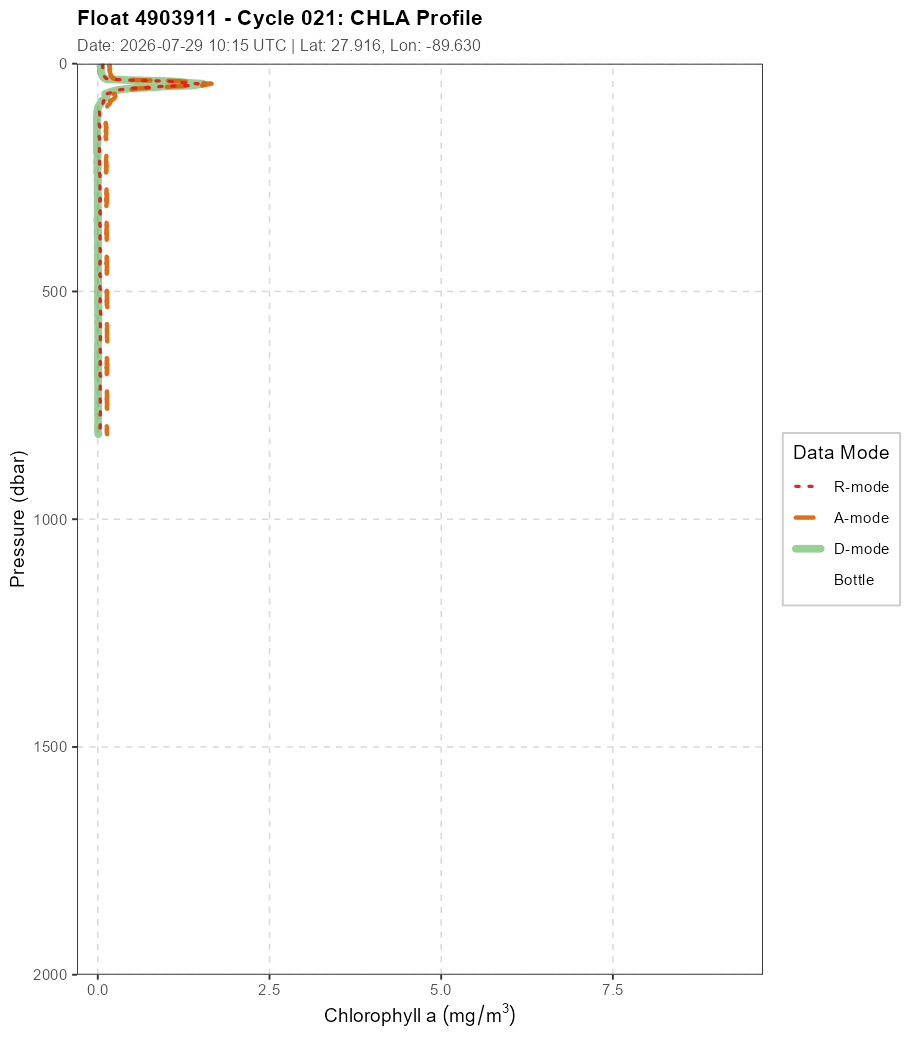 Float 4903911 - Cycle 021: CHLA Profile
Date: 2026-07-29 10:15 UTC | Lat: 27.916, Lon: -89.630
0
500
1000
1500
2000
Pressure (dbar)
0.0 2.5 5.0 7.5
Chlorophyll a (mg/m³)
Data Mode
R-mode
A-mode
D-mode
Bottle